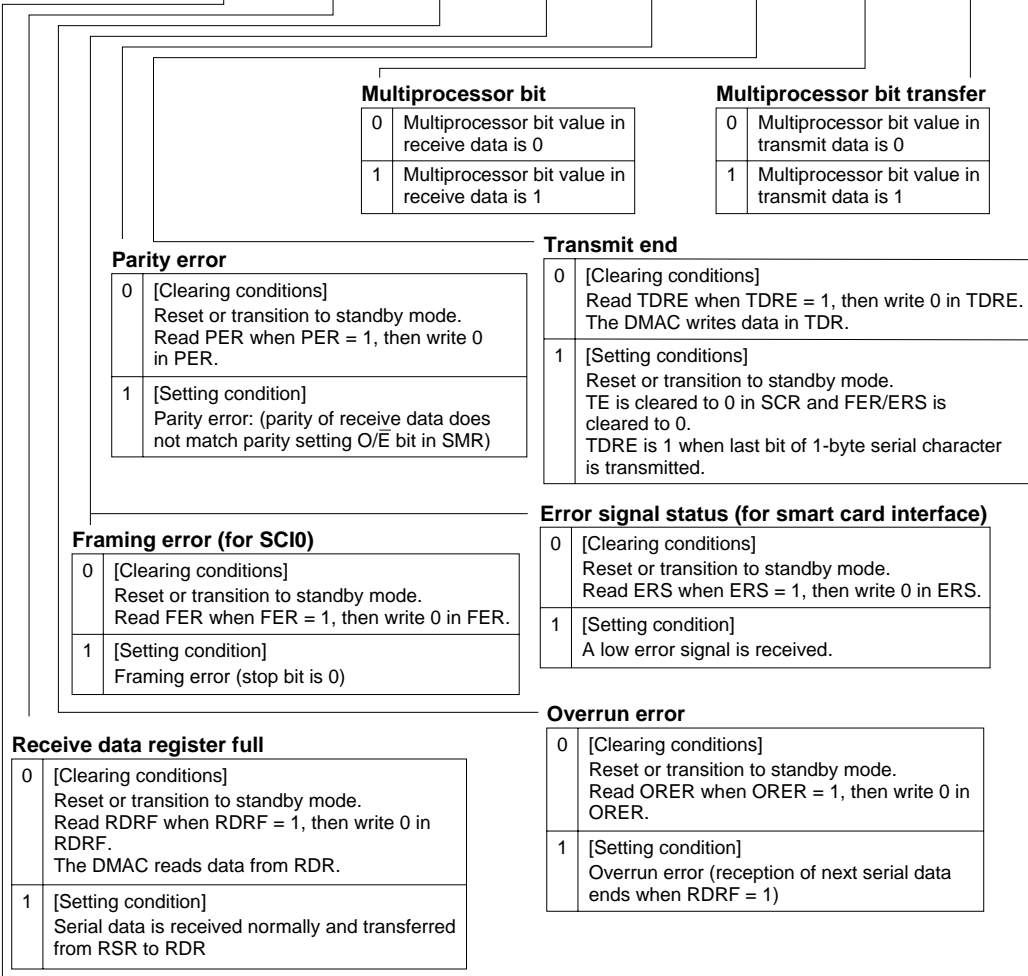 Multiprocessor bit
0 Multiprocessor bit value in
receive data is 0
1 Multiprocessor bit value in
receive data is 1
Multiprocessor bit transfer
0 Multiprocessor bit value in
transmit data is 0
1 Multiprocessor bit value in
transmit data is 1
Parity error
0 [Clearing conditions]
Reset or transition to standby mode.
Read PER when PER = 1, then write 0
in PER.
1 [Setting condition]
Parity error: (parity of receive data does
not match parity setting O/E̅ bit in SMR)
Transmit end
0 [Clearing conditions]
Read TDRE when TDRE = 1, then write 0 in TDRE.
The DMAC writes data in TDR.
1 [Setting conditions]
Reset or transition to standby mode.
TE is cleared to 0 in SCR and FER/ERS is
cleared to 0.
TDRE is 1 when last bit of 1-byte serial character
is transmitted.
Framing error (for SCI0)
0 [Clearing conditions]
Reset or transition to standby mode.
Read FER when FER = 1, then write 0 in FER.
1 [Setting condition]
Framing error (stop bit is 0)
Error signal status (for smart card interface)
0 [Clearing conditions]
Reset or transition to standby mode.
Read ERS when ERS = 1, then write 0 in ERS.
1 [Setting condition]
A low error signal is received.
Receive data register full
0 [Clearing conditions]
Reset or transition to standby mode.
Read RDRF when RDRF = 1, then write 0 in
RDRF.
The DMAC reads data from RDR.
1 [Setting condition]
Serial data is received normally and transferred
from RSR to RDR
Overrun error
0 [Clearing conditions]
Reset or transition to standby mode.
Read ORER when ORER = 1, then write 0 in
ORER.
1 [Setting condition]
Overrun error (reception of next serial data
ends when RDRF = 1)